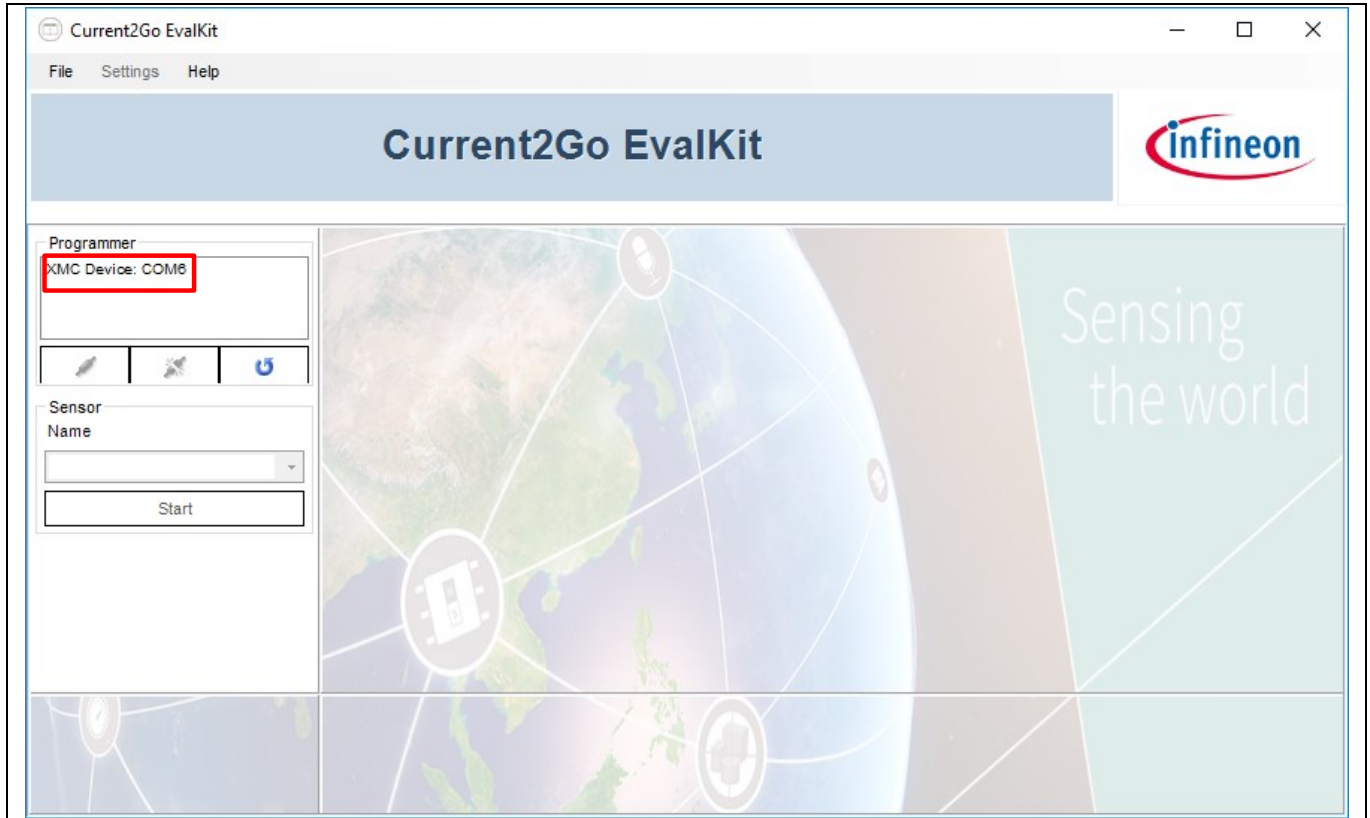 Current2Go EvalKit
File Settings Help
Current2Go EvalKit
infineon
Programmer
XMC Device: COM6
Sensor
Name
Start
Sensing
the world